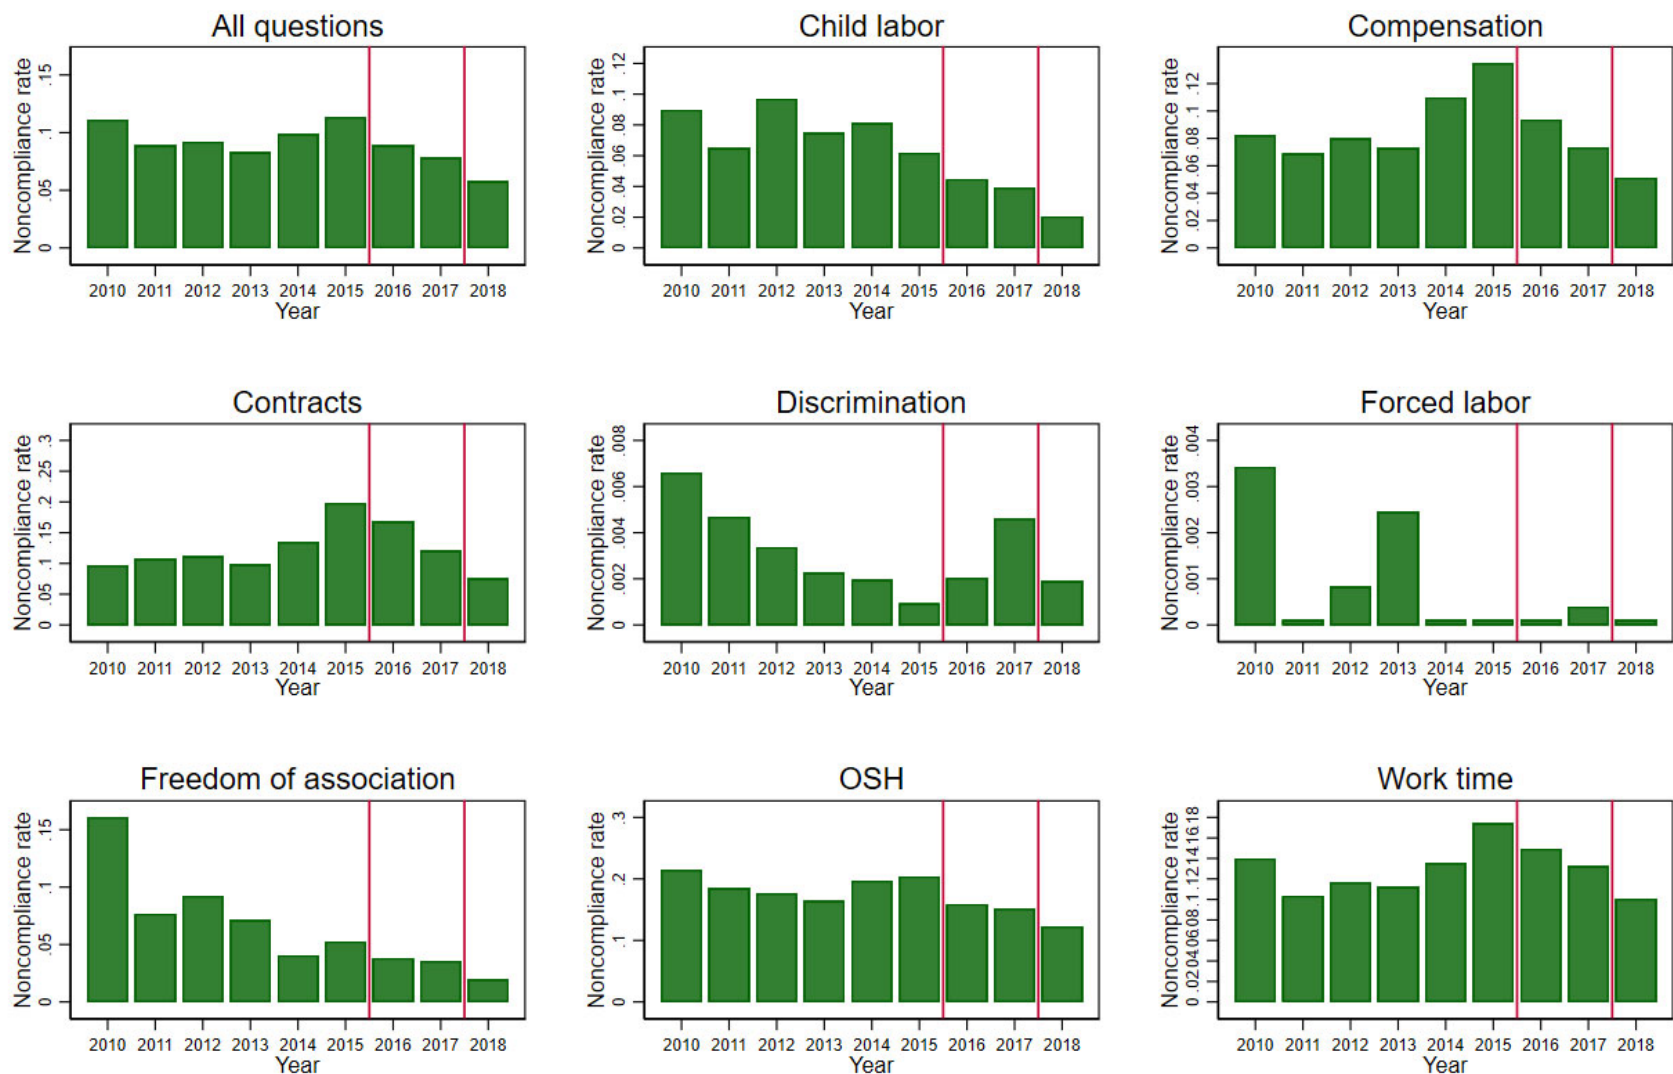 All questions
Noncompliance rate
0 .05 .1 .15
2010 2011 2012 2013 2014 2015 2016 2017 2018
Year
Child labor
Noncompliance rate
0 .02 .04 .06 .08 .1 .12
2010 2011 2012 2013 2014 2015 2016 2017 2018
Year
Compensation
Noncompliance rate
0 .02 .04 .06 .08 .1 .12
2010 2011 2012 2013 2014 2015 2016 2017 2018
Year
Contracts
Noncompliance rate
0 .05 .1 .15 .2 .25 .3
2010 2011 2012 2013 2014 2015 2016 2017 2018
Year
Discrimination
Noncompliance rate
0 .002 .004 .006 .008
2010 2011 2012 2013 2014 2015 2016 2017 2018
Year
Forced labor
Noncompliance rate
0 .001 .002 .003 .004
2010 2011 2012 2013 2014 2015 2016 2017 2018
Year
Freedom of association
Noncompliance rate
0 .05 .1 .15
2010 2011 2012 2013 2014 2015 2016 2017 2018
Year
OSH
Noncompliance rate
0 .1 .2 .3
2010 2011 2012 2013 2014 2015 2016 2017 2018
Year
Work time
Noncompliance rate
0 .02 .04 .06 .08 .1 .12 .14 .16 .18
2010 2011 2012 2013 2014 2015 2016 2017 2018
Year